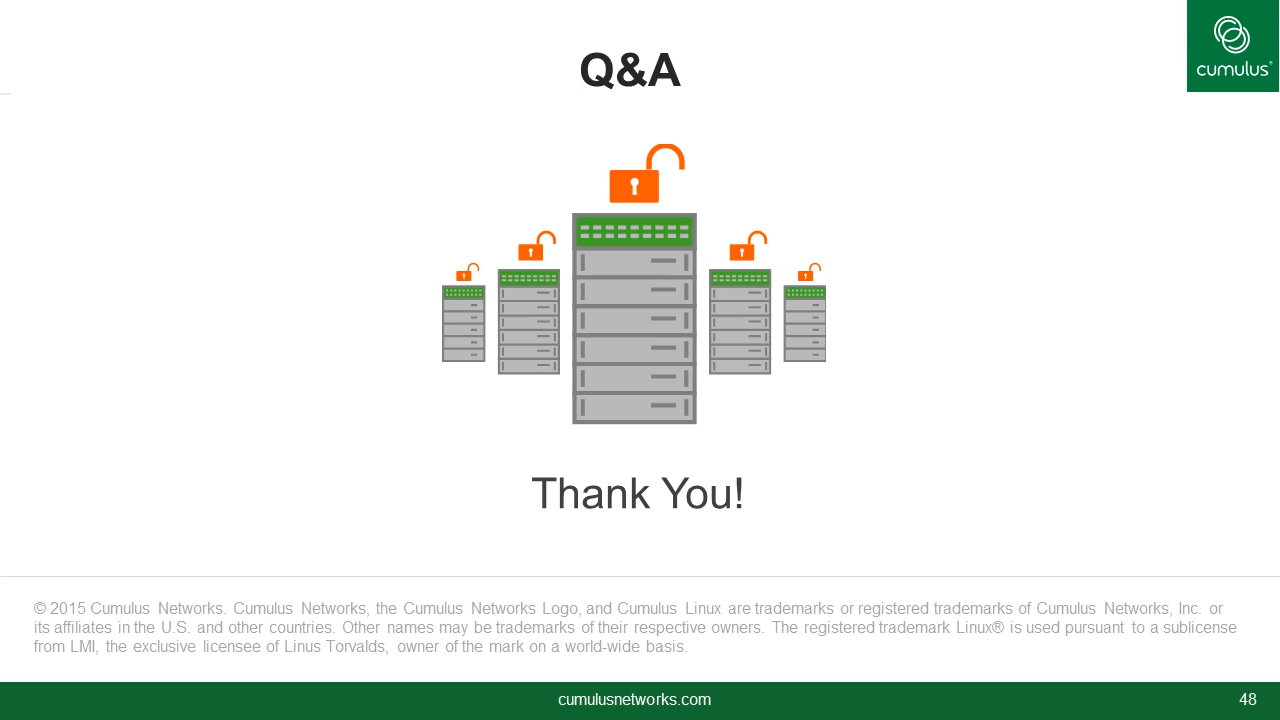 Q&A
cumulus®
Thank You!
© 2015 Cumulus Networks. Cumulus Networks, the Cumulus Networks Logo, and Cumulus Linux are trademarks or registered trademarks of Cumulus Networks, Inc. or
its affiliates in the U.S. and other countries. Other names may be trademarks of their respective owners. The registered trademark Linux® is used pursuant to a sublicense
from LMI, the exclusive licensee of Linus Torvalds, owner of the mark on a world-wide basis.
cumulusnetworks.com
48